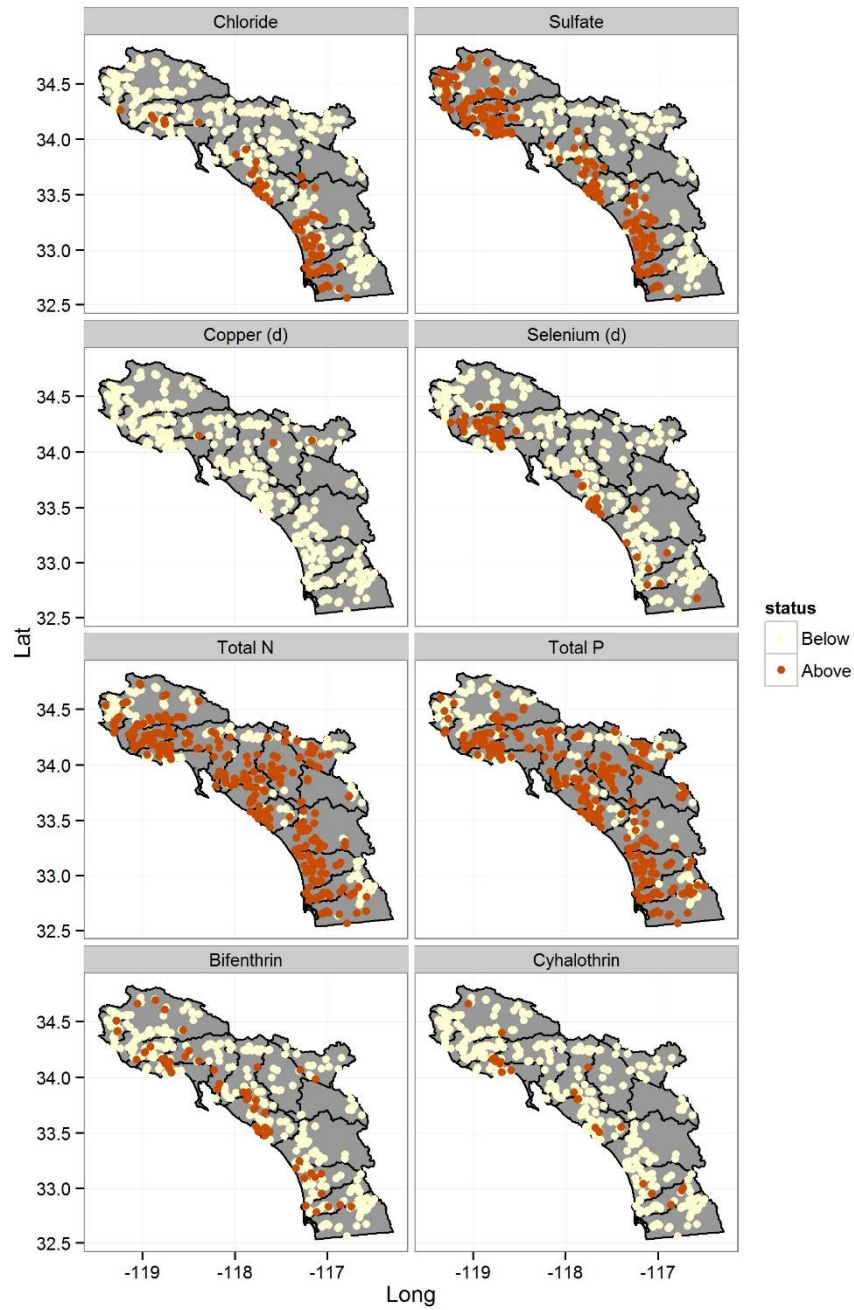 Chloride Sulfate
34.5
34.0
33.5
33.0
32.5
Copper (d) Selenium (d)
34.5
34.0
33.5
33.0
32.5
Total N Total P
34.5
34.0
33.5
33.0
32.5
Bifenthrin Cyhalothrin
34.5
34.0
33.5
33.0
32.5
-119 -118 -117 -119 -118 -117
Long
Lat
status
Below
Above